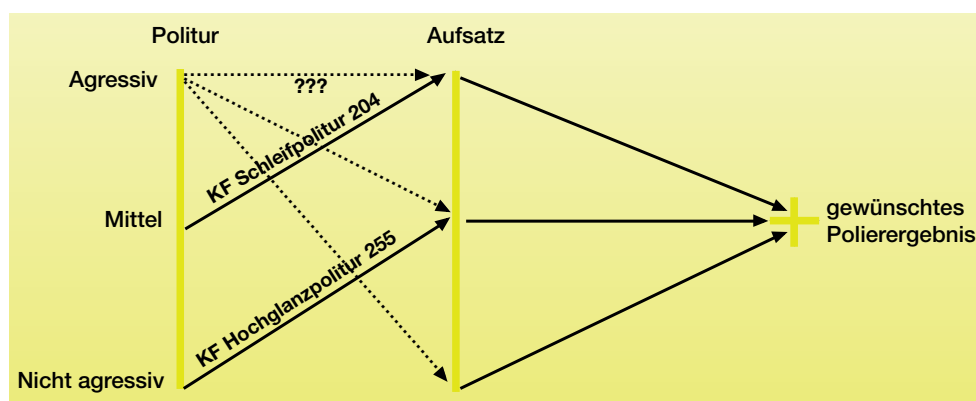 Politur
Aufsatz
Agressiv
???
KF Schleifpolitur 204
Mittel
gewünschtes
Polierergebnis
KF Hochglanzpolitur 255
Nicht agressiv